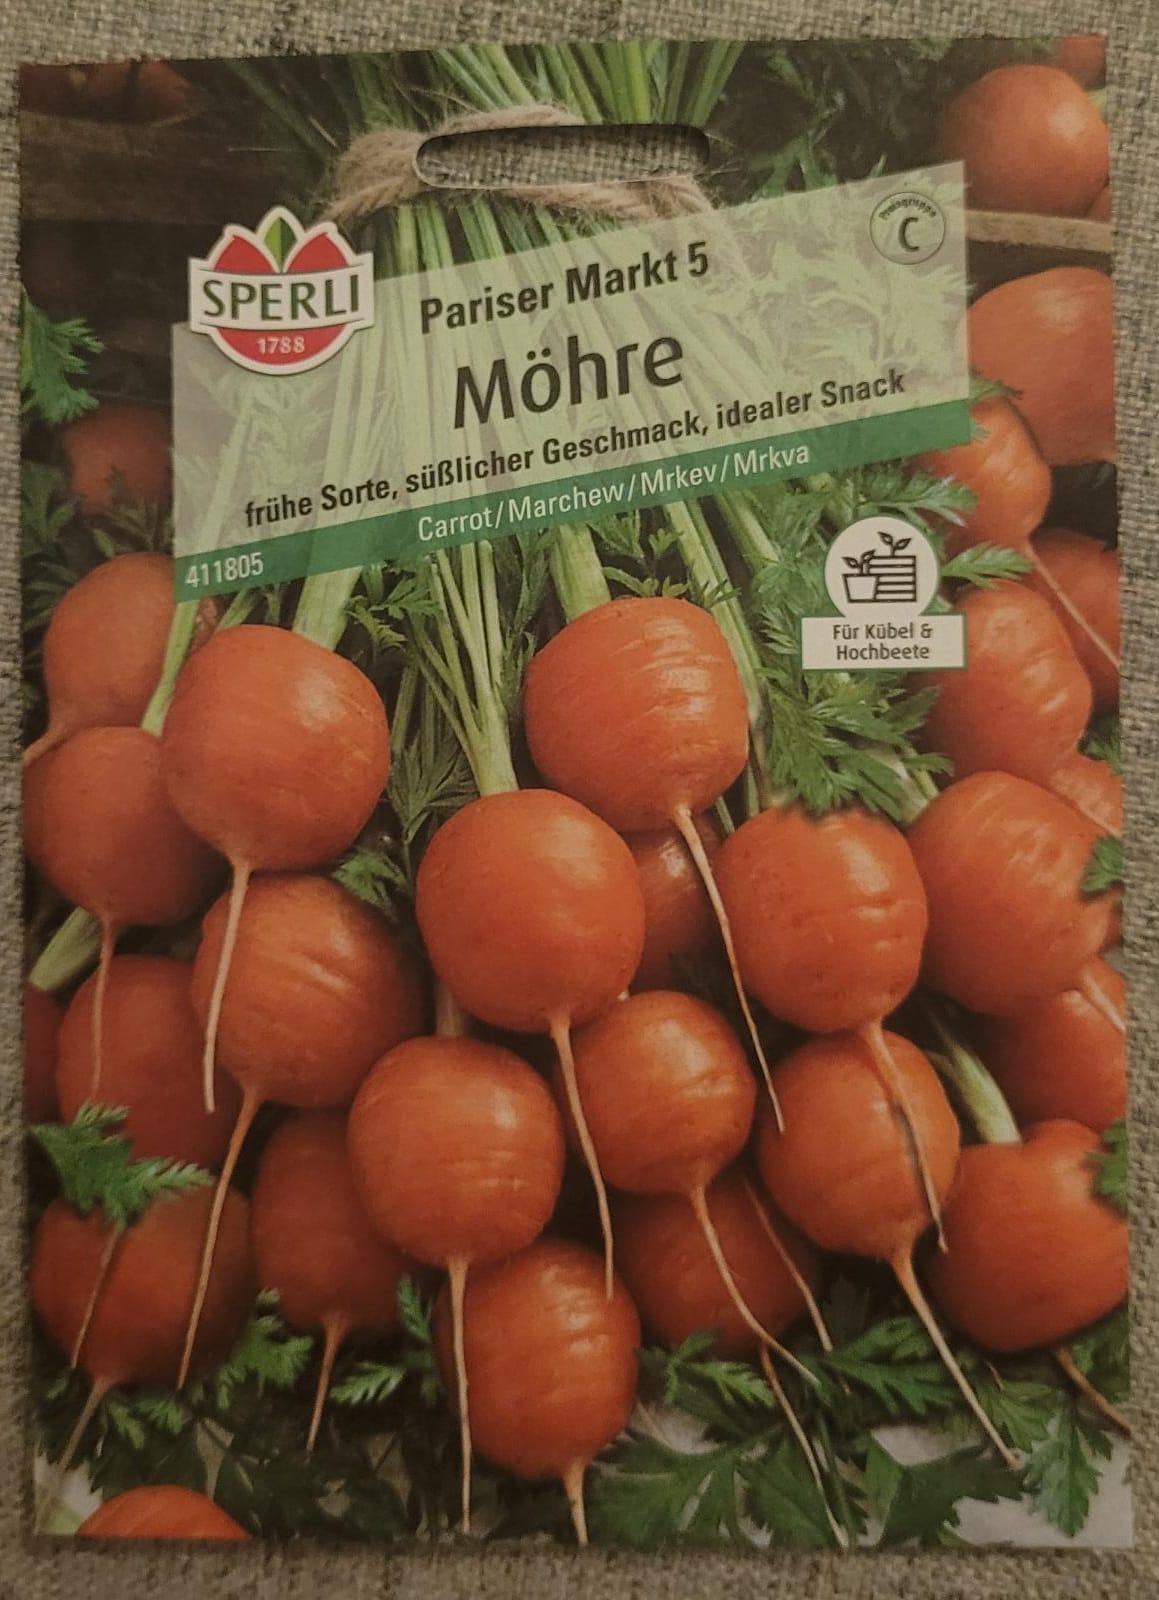 Preisgruppe
C
SPERLI
1788
Pariser Markt 5
Möhre
frühe Sorte, süßlicher Geschmack, idealer Snack
Carrot/Marchew/Mrkev/Mrkva
411805
Für Kübel &
Hochbeete